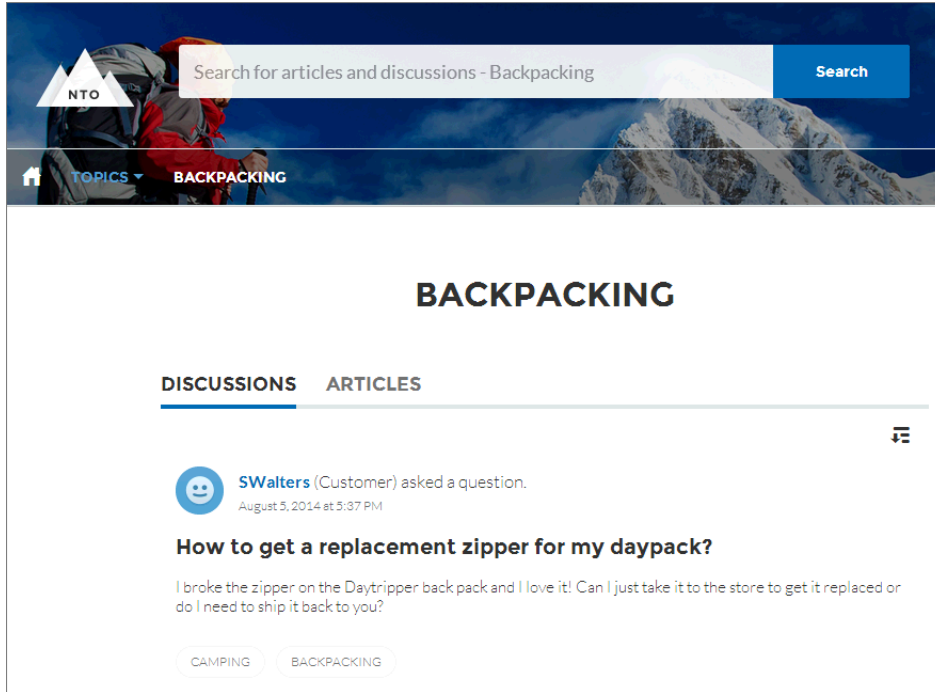 NTO
Search for articles and discussions - Backpacking
Search
TOPICS
BACKPACKING
BACKPACKING
DISCUSSIONS
ARTICLES
SWalters (Customer) asked a question.
August 5, 2014 at 5:37 PM
How to get a replacement zipper for my daypack?
I broke the zipper on the Daytripper back pack and I love it! Can I just take it to the store to get it replaced or
do I need to ship it back to you?
CAMPING
BACKPACKING